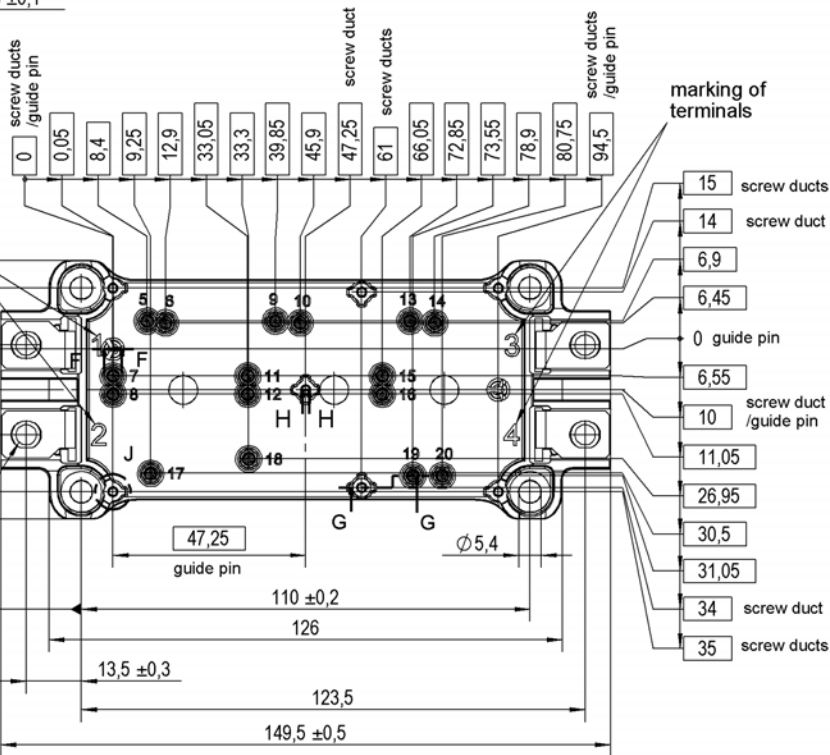 ±0,1
screw ducts
/guide pin
screw duct
screw ducts
screw ducts
/guide pin
0
0,05
8,4
9,25
12,9
33,05
33,3
39,85
45,9
47,25
61
66,05
72,85
73,55
78,9
80,75
94,5
marking of
terminals
15 screw ducts
14 screw duct
6,9
6,45
0 guide pin
6,55
10 screw duct
/guide pin
11,05
26,95
30,5
31,05
34 screw duct
35 screw ducts
5 6 9 10 13 14
1 3
F F
7 11 15
8 12 16
H H
2 4
J
17 18 19 20
G G
47,25
guide pin
Ø5,4
110 ±0,2
126
13,5 ±0,3
123,5
149,5 ±0,5